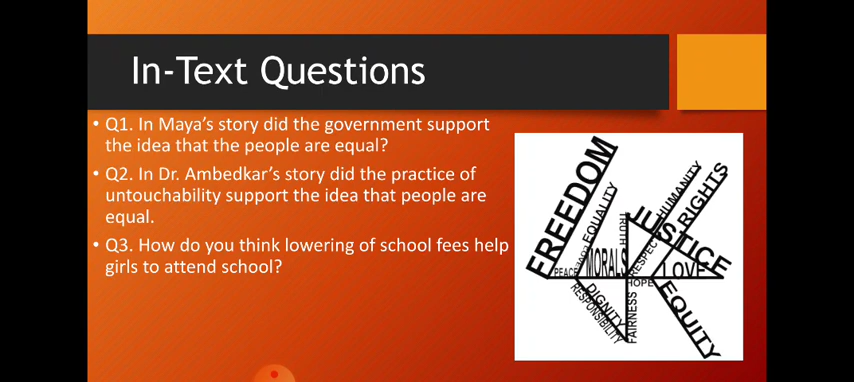 In-Text Questions
• Q1. In Maya's story did the government support
the idea that the people are equal?
• Q2. In Dr. Ambedkar's story did the practice of
untouchability support the idea that people are
equal.
• Q3. How do you think lowering of school fees help
girls to attend school?
FREEDOM
EQUALITY
PEACE
LOVE
MORALS
TRUTH
RESPECT
JUSTICE
HUMANITY
RIGHTS
LOVE
HOPE
DIGNITY
RESPONSIBILITY
FAIRNESS
EQUITY